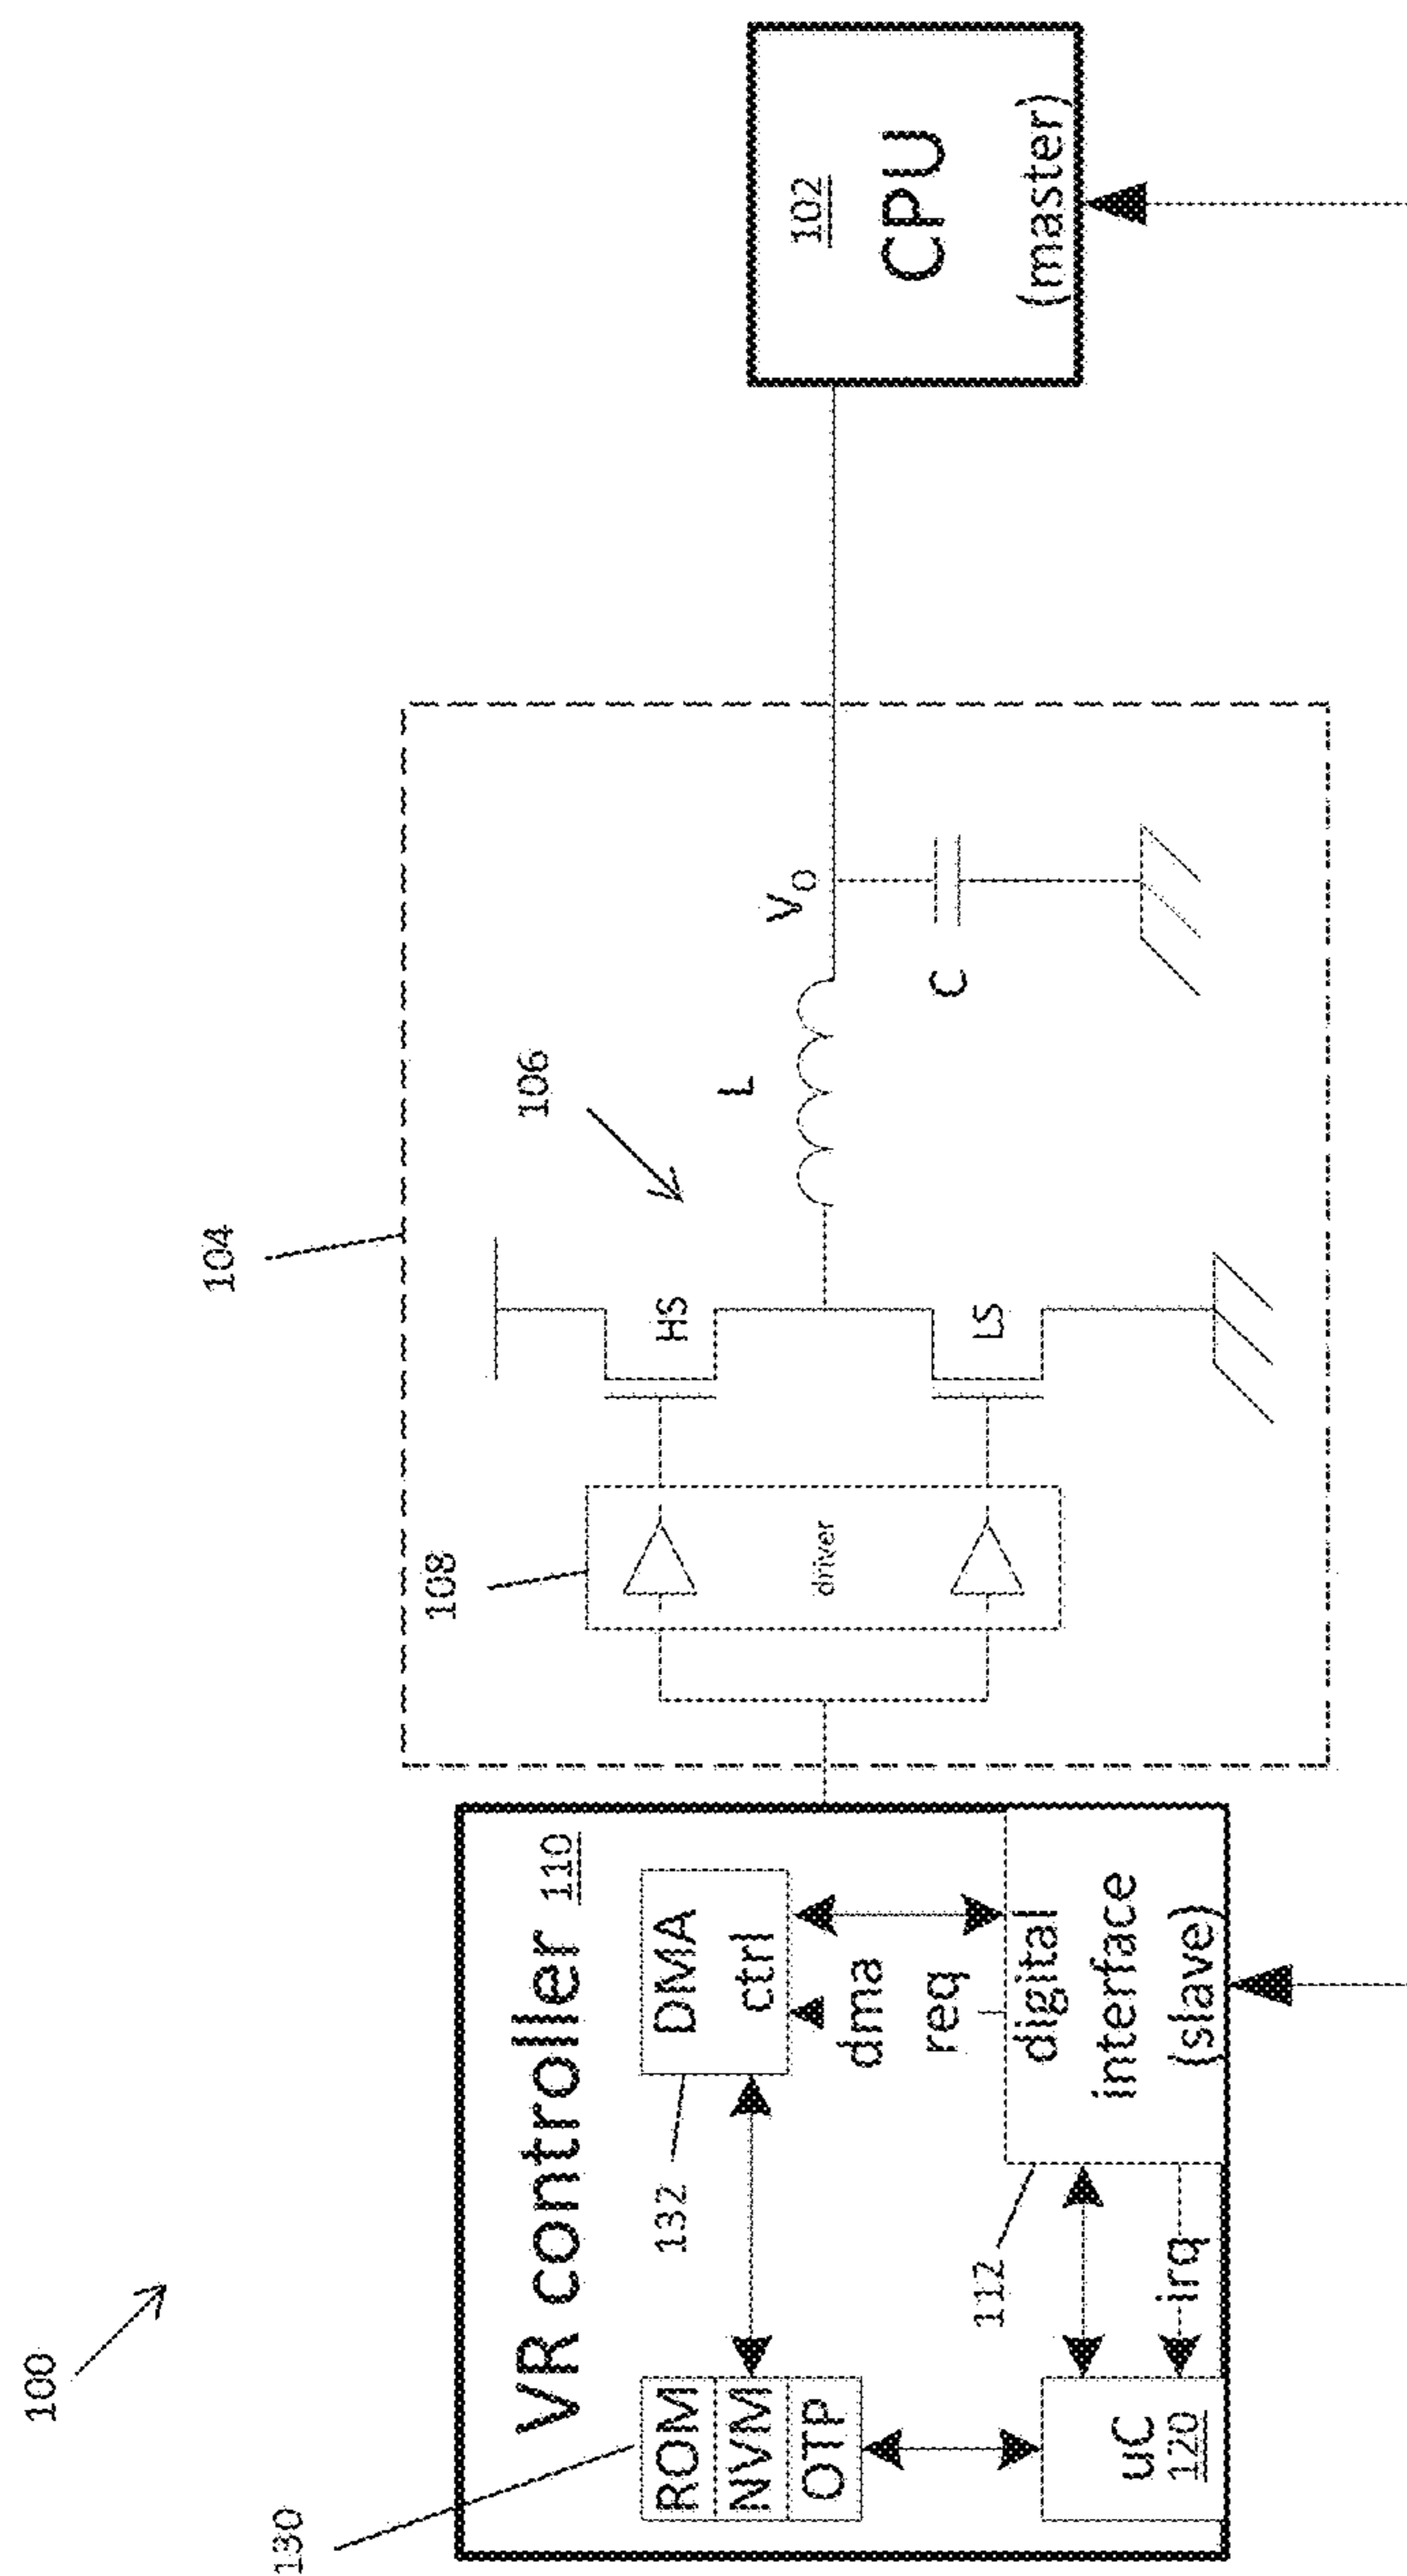 100
104
106
108
110
VR controller
130
ROM
NVM
OTP
132
DMA
ctrl
dma
req
112
digital
interface
(slave)
irq
uC
120
driver
HS
LS
L
C
Vo
102
CPU
(master)